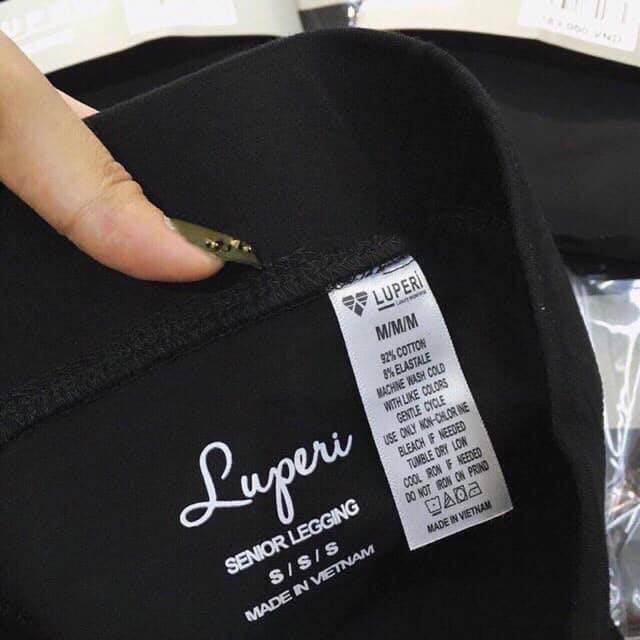 LUPERI
M/M/M
92% COTTON
8% ELASTALE
MACHINE WASH COLD
WITH LIKE COLORS
GENTLE CYCLE
USE ONLY NON-CHLORINE
BLEACH IF NEEDED
TUMBLE DRY LOW
COOL IRON IF NEEDED
DO NOT IRON ON PRIND
MADE IN VIETNAM
Luperi
SENIOR LEGGING
S / S / S
MADE IN VIETNAM